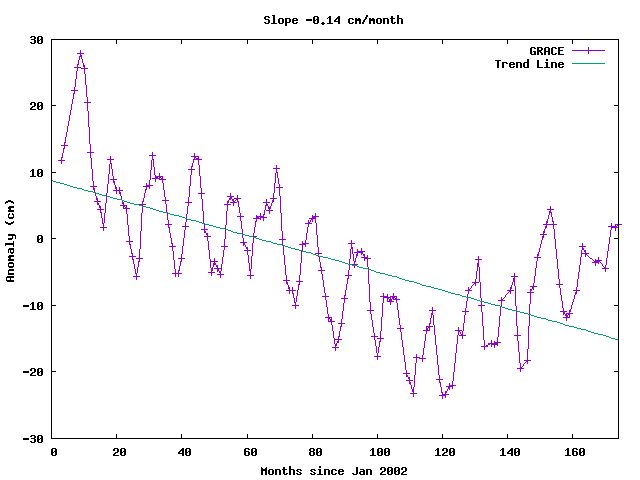 Slope -0.14 cm/month
GRACE
Trend Line
30
20
10
0
-10
-20
-30
Anomaly (cm)
0 20 40 60 80 100 120 140 160
Months since Jan 2002